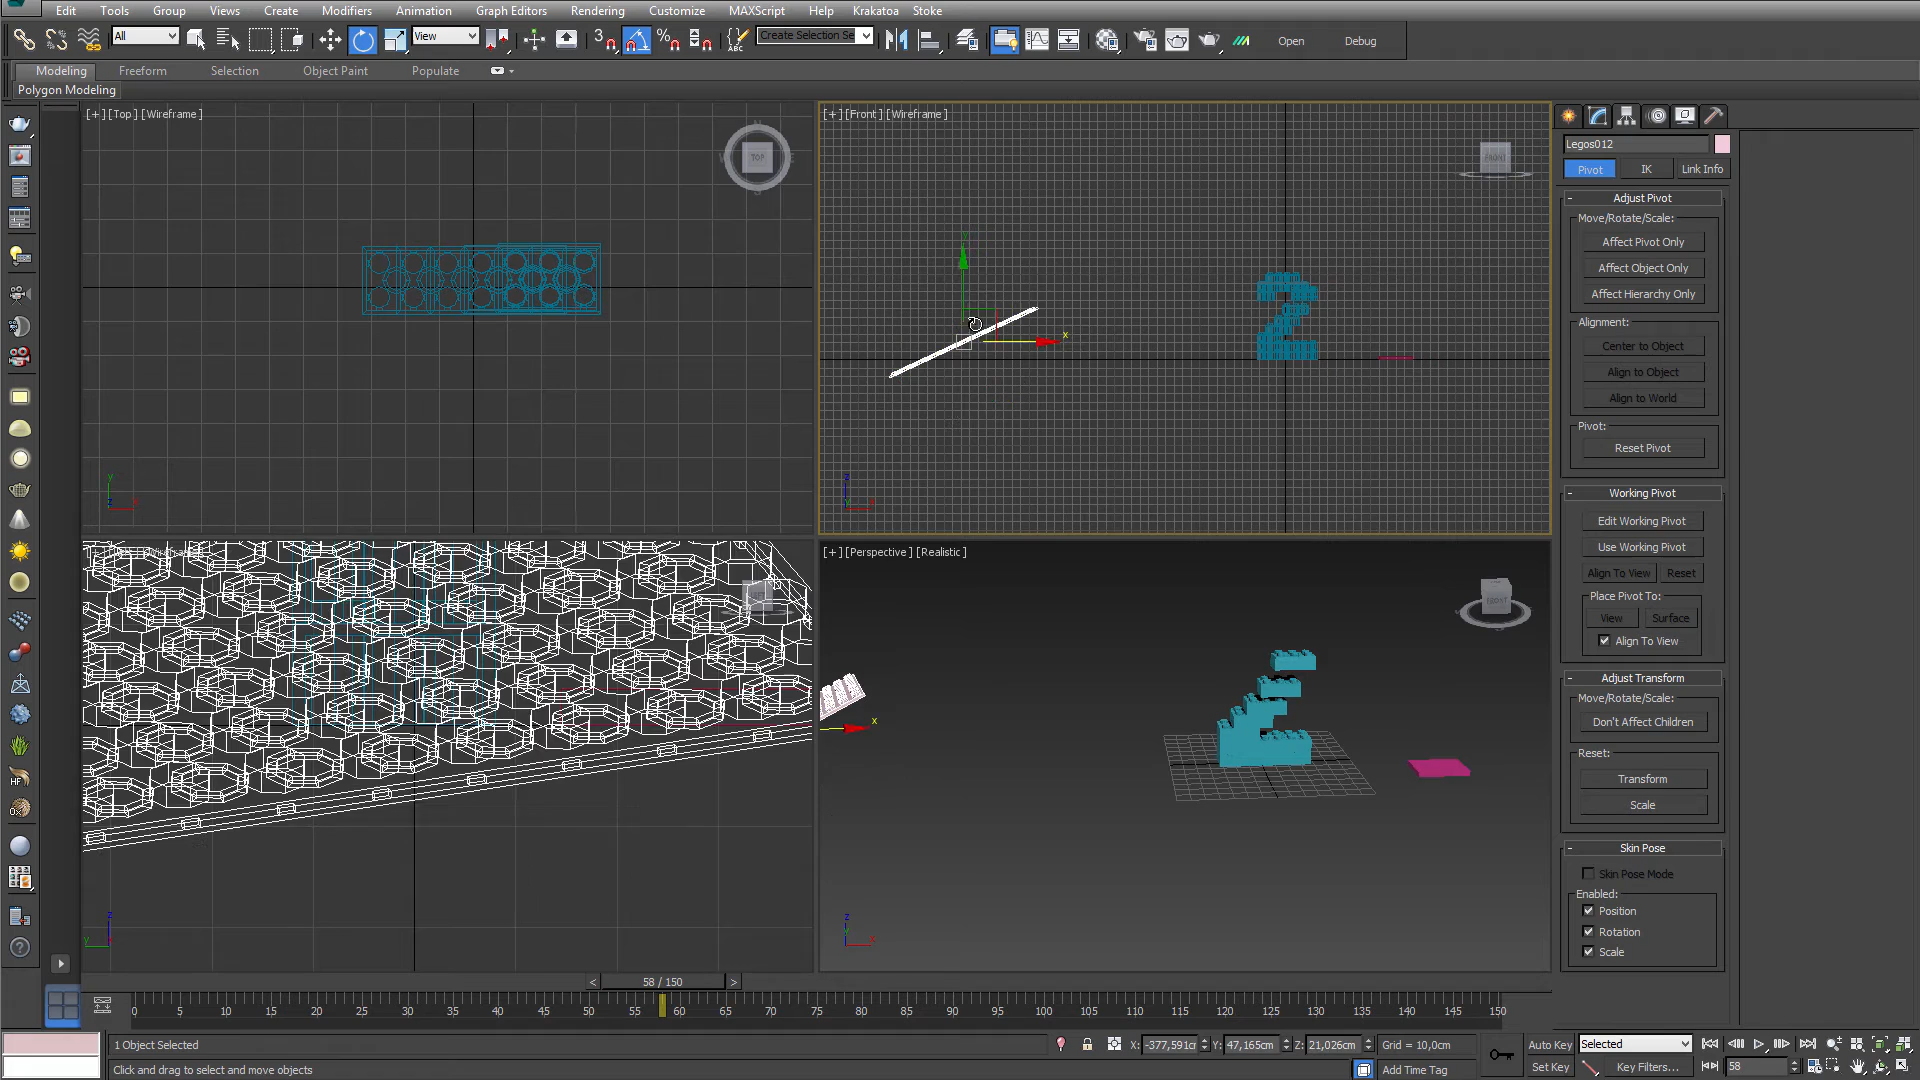 Edit Tools Group Views Create Modifiers Animation Graph Editors Rendering Customize MAXScript Help Krakatoa Stoke
All View Create Selection Se Open Debug
3 % ABC
Modeling Freeform Selection Object Paint Populate
Polygon Modeling
[+] [Top] [Wireframe]
TOP
[+] [Front] [Wireframe]
FRONT
Legos012
Pivot IK Link Info
- Adjust Pivot
Move/Rotate/Scale:
Affect Pivot Only
Affect Object Only
Affect Hierarchy Only
Alignment:
Center to Object
Align to Object
Align to World
Pivot:
Reset Pivot
- Working Pivot
Edit Working Pivot
Use Working Pivot
Align To View Reset
Place Pivot To:
View Surface
Align To View
- Adjust Transform
Move/Rotate/Scale:
Don't Affect Children
Reset:
Transform
Scale
- Skin Pose
Skin Pose Mode
Enabled:
Position
Rotation
Scale
[+] [Perspective] [Realistic]
FRONT
HF
< 58 / 150 >
0 5 10 15 20 25 30 35 40 45 50 55 60 65 70 75 80 85 90 95 100 105 110 115 120 125 130 135 140 145 150
1 Object Selected X: -377,591cr Y: 47,165cm Z: 21,026cm Grid = 10,0cm Auto Key Selected
Click and drag to select and move objects Add Time Tag Set Key Key Filters... 58